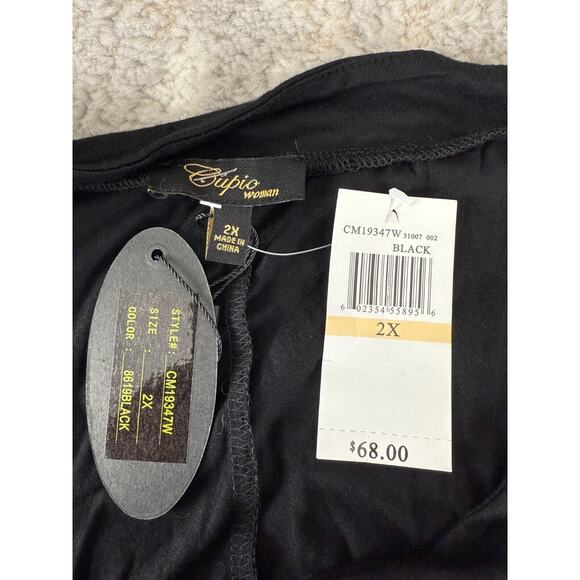 Cupio
woman
2X
MADE IN
CHINA
STYLE#: CM19347W
SIZE : 2X
COLOR : 8619BLACK
CM19347W 31007 002
BLACK
6 02354 55895 6
2X
$68.00